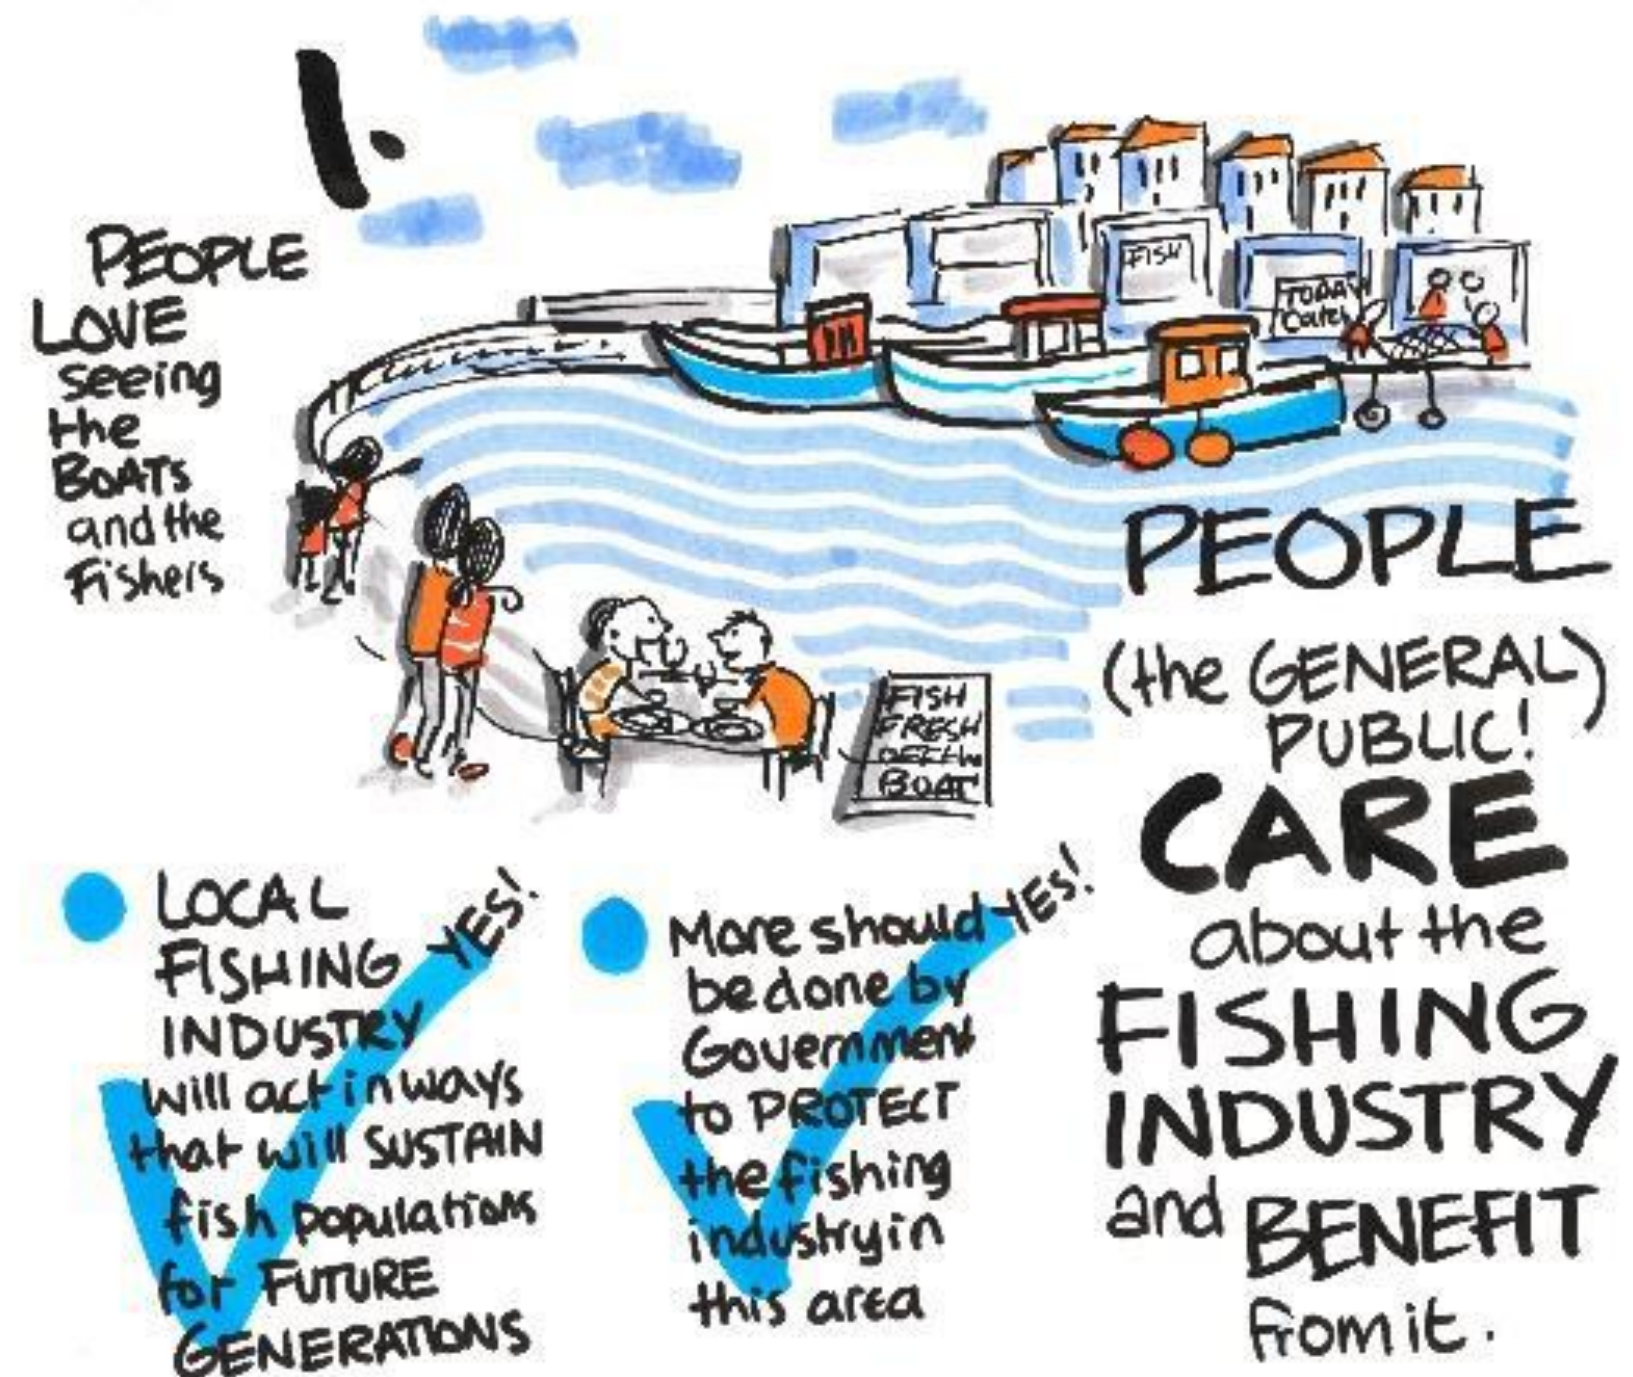 1.
PEOPLE
LOVE
seeing
the
BOATS
and the
Fishers
FISH
TODAY
Catch
FISH
FRESH
OFF the
BOAT
PEOPLE
(the GENERAL)
PUBLIC!
CARE
about the
FISHING
INDUSTRY
and BENEFIT
from it.
LOCAL
FISHING
INDUSTRY
will act in ways
that will SUSTAIN
fish populations
for FUTURE
GENERATIONS
YES!
More should
be done by
Government
to PROTECT
the fishing
industry in
this area
YES!